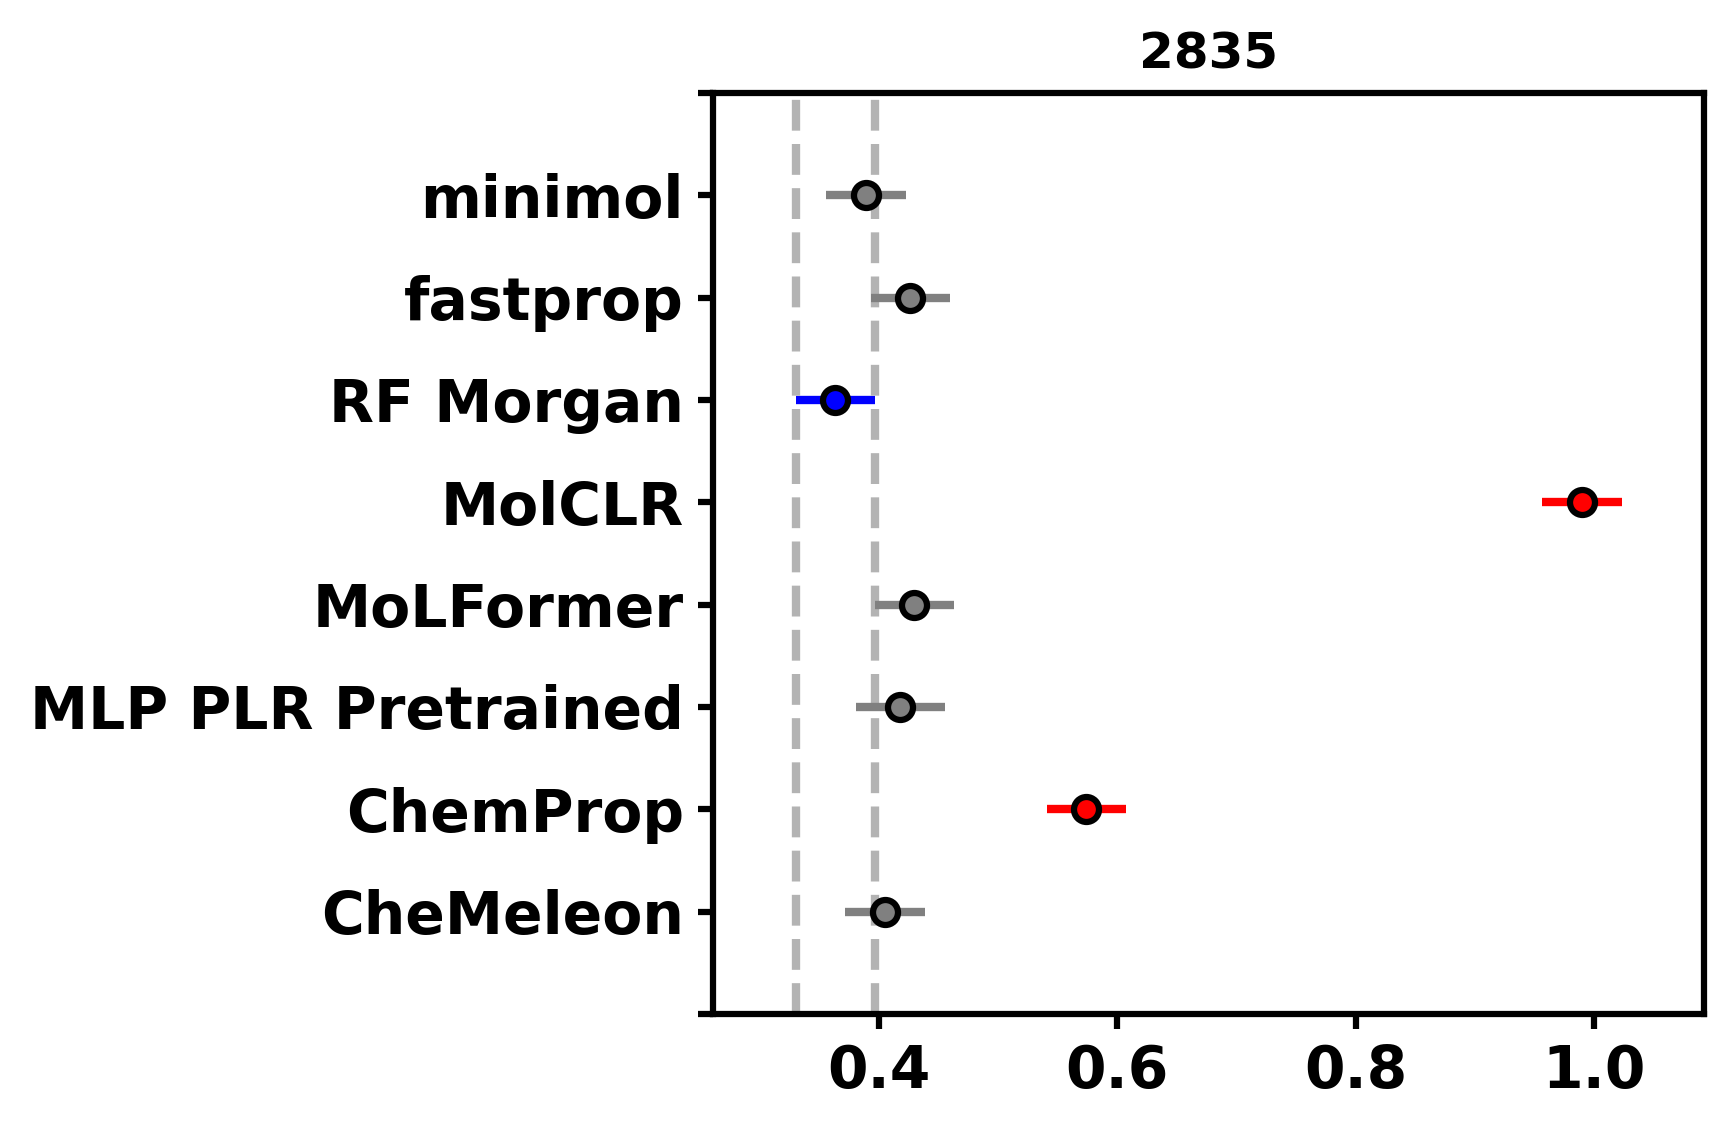 2835
minimol
fastprop
RF Morgan
MolCLR
MoLFormer
MLP PLR Pretrained
ChemProp
CheMeleon
0.4 0.6 0.8 1.0